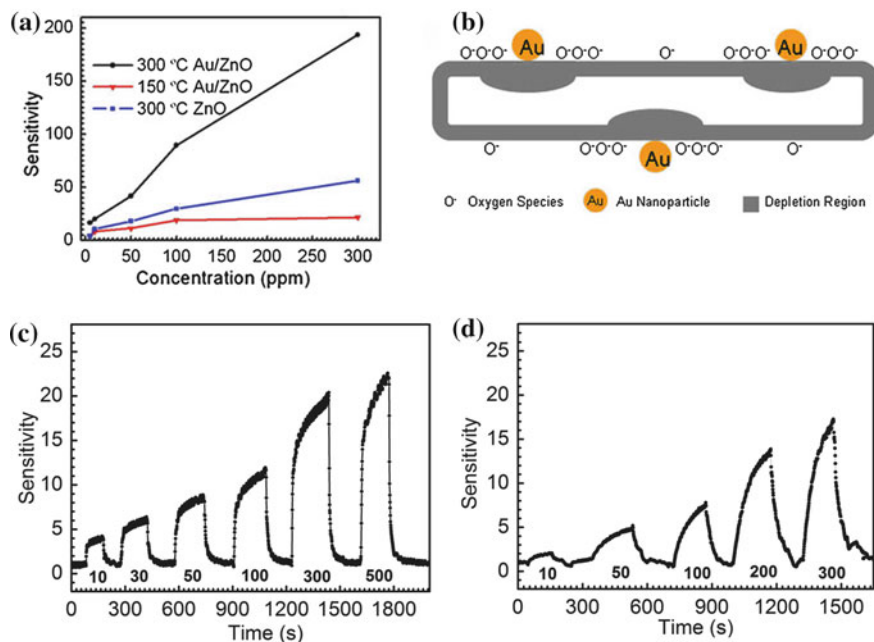 (a)
200
150
100
50
0
Sensitivity
300 °C Au/ZnO
150 °C Au/ZnO
300 °C ZnO
0 50 100 150 200 250 300
Concentration (ppm)
(b)
O⁻O⁻O⁻ Au O⁻O⁻O⁻ O⁻ O⁻O⁻O⁻ Au O⁻O⁻O⁻
O⁻ O⁻O⁻O⁻ Au O⁻O⁻O⁻ O⁻
O⁻ Oxygen Species Au Au Nanoparticle Depletion Region
(c)
25
20
15
10
5
0
Sensitivity
10 30 50 100 300 500
0 300 600 900 1200 1500 1800
Time (s)
(d)
25
20
15
10
5
0
Sensitivity
10 50 100 200 300
0 300 600 900 1200 1500
Time (s)